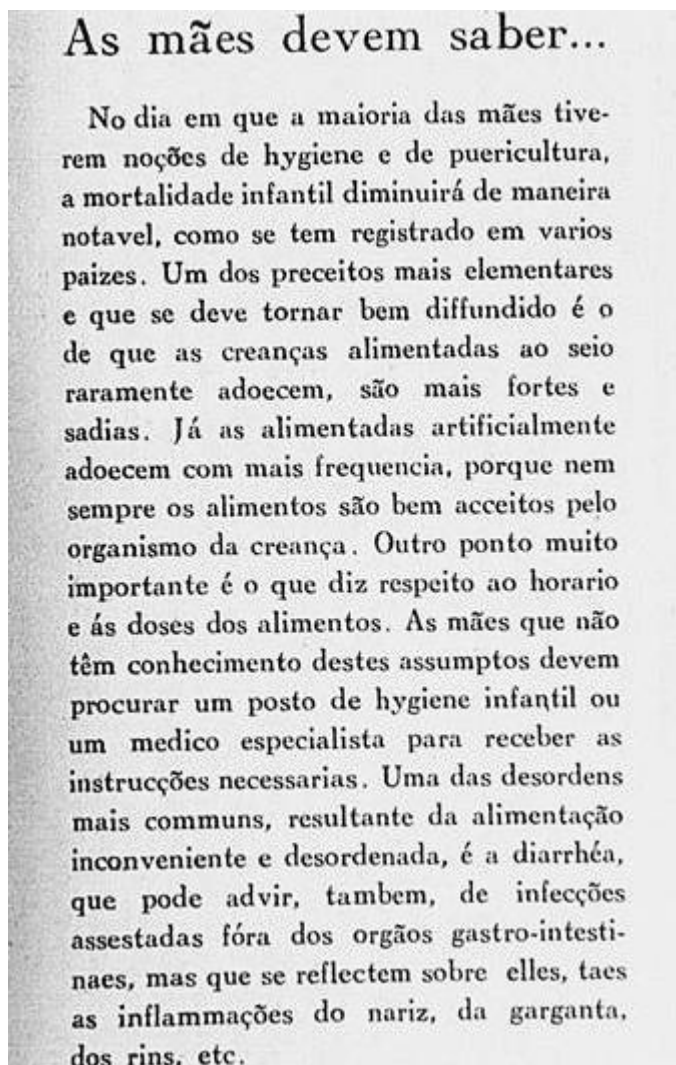 As mães devem saber...
No dia em que a maioria das mães tive-
rem noções de hygiene e de puericultura,
a mortalidade infantil diminuirá de maneira
notavel, como se tem registrado em varios
paizes. Um dos preceitos mais elementares
e que se deve tornar bem diffundido é o
de que as creanças alimentadas ao seio
raramente adoecem, são mais fortes e
sadias. Já as alimentadas artificialmente
adoecem com mais frequencia, porque nem
sempre os alimentos são bem acceitos pelo
organismo da creança. Outro ponto muito
importante é o que diz respeito ao horario
e ás doses dos alimentos. As mães que não
têm conhecimento destes assumptos devem
procurar um posto de hygiene infantil ou
um medico especialista para receber as
instrucções necessarias. Uma das desordens
mais communs, resultante da alimentação
inconveniente e desordenada, é a diarrhéa,
que pode advir, tambem, de infecções
assestadas fóra dos orgãos gastro-intesti-
naes, mas que se reflectem sobre elles, taes
as inflammações do nariz, da garganta,
dos rins, etc.